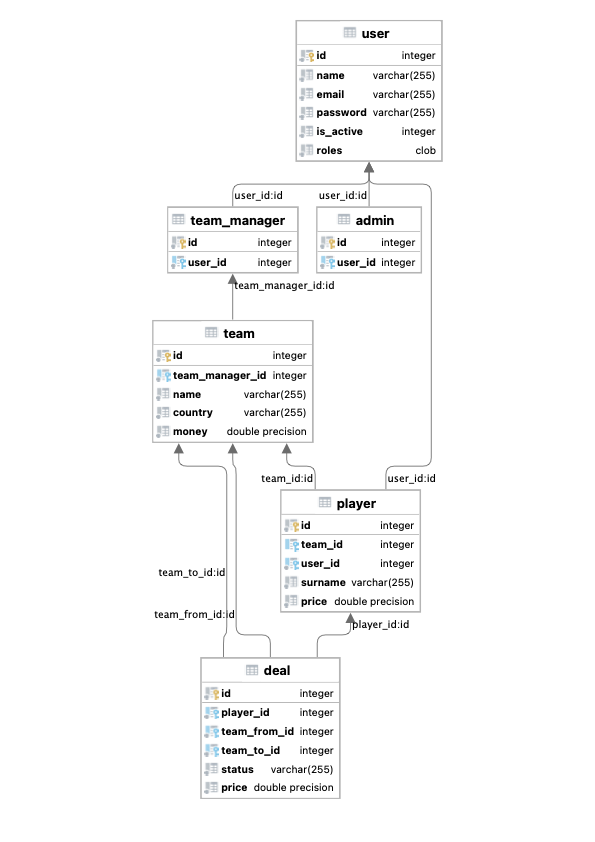 user
id integer
name varchar(255)
email varchar(255)
password varchar(255)
is_active integer
roles clob
user_id:id
user_id:id
team_manager
id integer
user_id integer
admin
id integer
user_id integer
team_manager_id:id
team
id integer
team_manager_id integer
name varchar(255)
country varchar(255)
money double precision
team_id:id
user_id:id
player
id integer
team_id integer
user_id integer
surname varchar(255)
price double precision
team_to_id:id
team_from_id:id
player_id:id
deal
id integer
player_id integer
team_from_id integer
team_to_id integer
status varchar(255)
price double precision